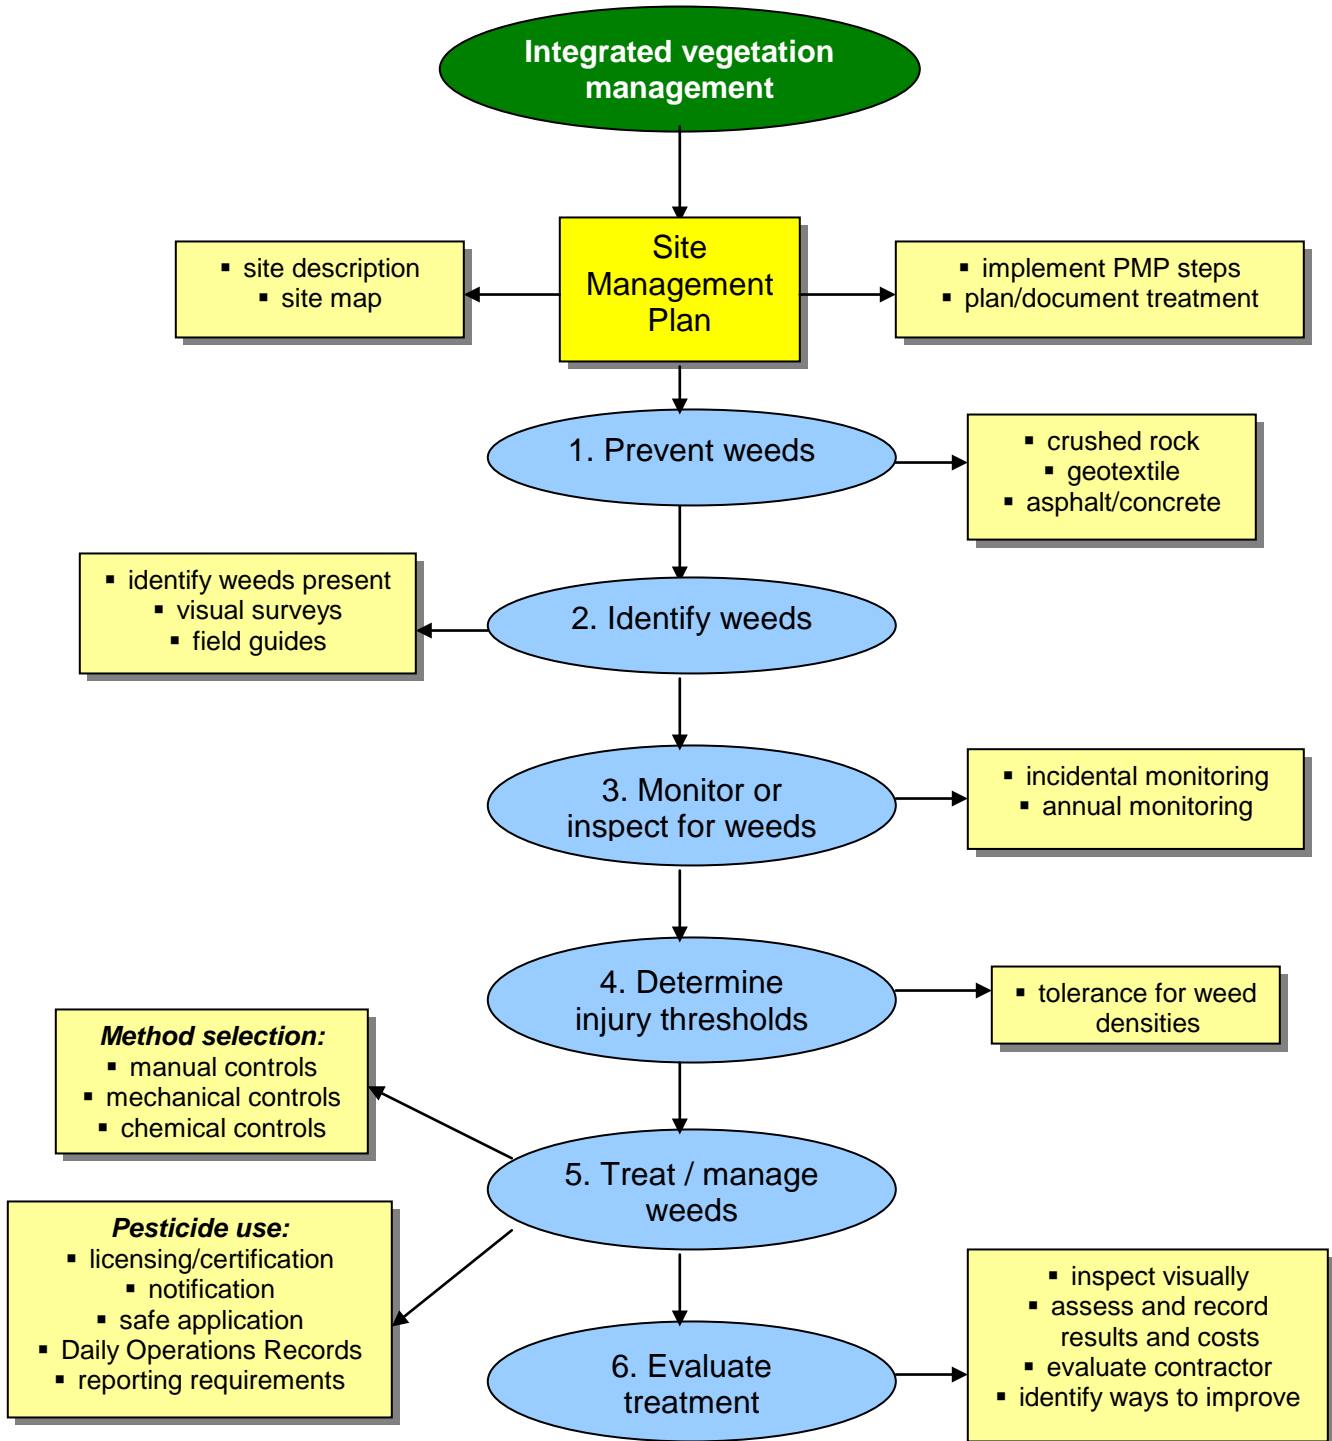 Integrated vegetation
management
Site
Management
Plan
▪ site description
▪ site map
▪ implement PMP steps
▪ plan/document treatment
1. Prevent weeds
▪ crushed rock
▪ geotextile
▪ asphalt/concrete
2. Identify weeds
▪ identify weeds present
▪ visual surveys
▪ field guides
3. Monitor or
inspect for weeds
▪ incidental monitoring
▪ annual monitoring
4. Determine
injury thresholds
▪ tolerance for weed
densities
5. Treat / manage
weeds
Method selection:
▪ manual controls
▪ mechanical controls
▪ chemical controls
Pesticide use:
▪ licensing/certification
▪ notification
▪ safe application
▪ Daily Operations Records
▪ reporting requirements
6. Evaluate
treatment
▪ inspect visually
▪ assess and record
results and costs
▪ evaluate contractor
▪ identify ways to improve